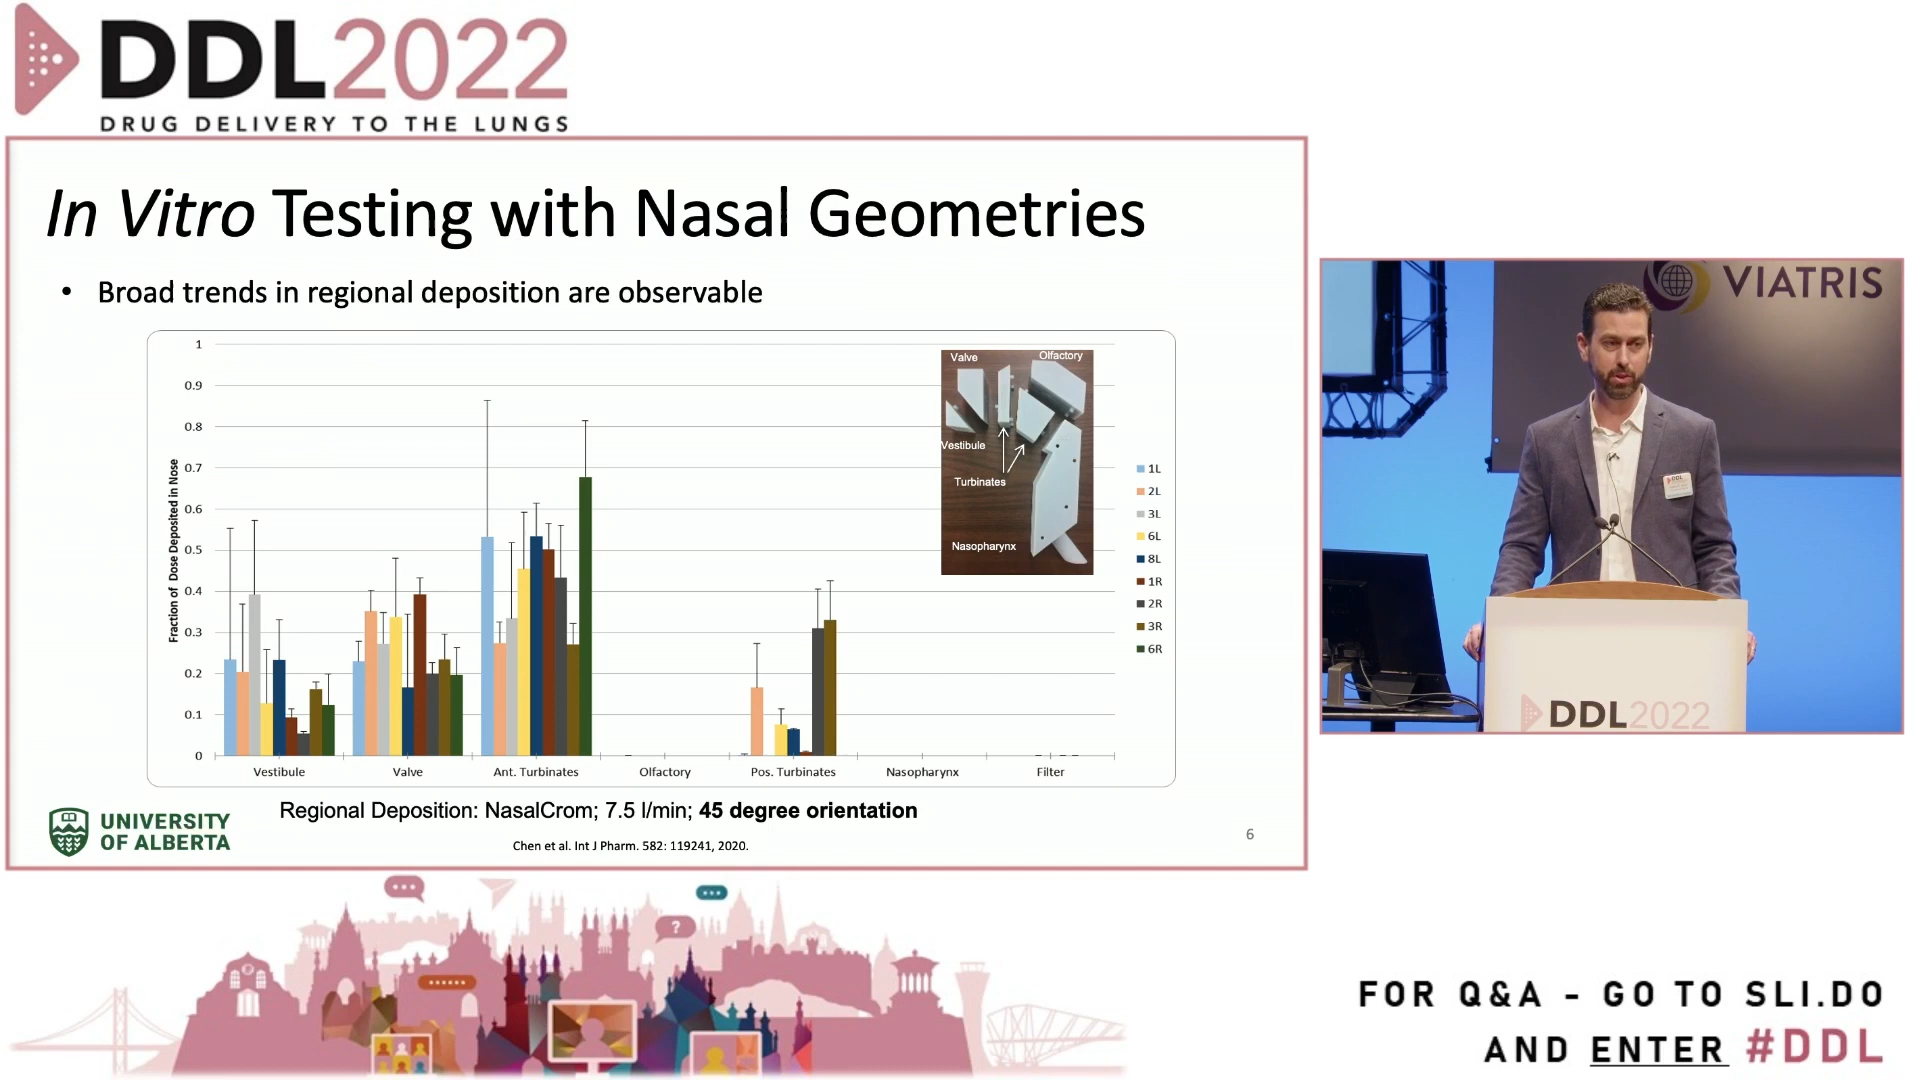 DDL2022
DRUG DELIVERY TO THE LUNGS
In Vitro Testing with Nasal Geometries
• Broad trends in regional deposition are observable
Fraction of Dose Deposited in Nose
1
0.9
0.8
0.7
0.6
0.5
0.4
0.3
0.2
0.1
0
Vestibule
Valve
Ant. Turbinates
Olfactory
Pos. Turbinates
Nasopharynx
Filter
Valve
Olfactory
Vestibule
Turbinates
Nasopharynx
1L
2L
3L
6L
8L
1R
2R
3R
6R
Regional Deposition: NasalCrom; 7.5 l/min; 45 degree orientation
Chen et al. Int J Pharm. 582: 119241, 2020.
UNIVERSITY
OF ALBERTA
6
VIATRIS
DDL
DDL2022
?
FOR Q&A - GO TO SLI.DO
AND ENTER #DDL